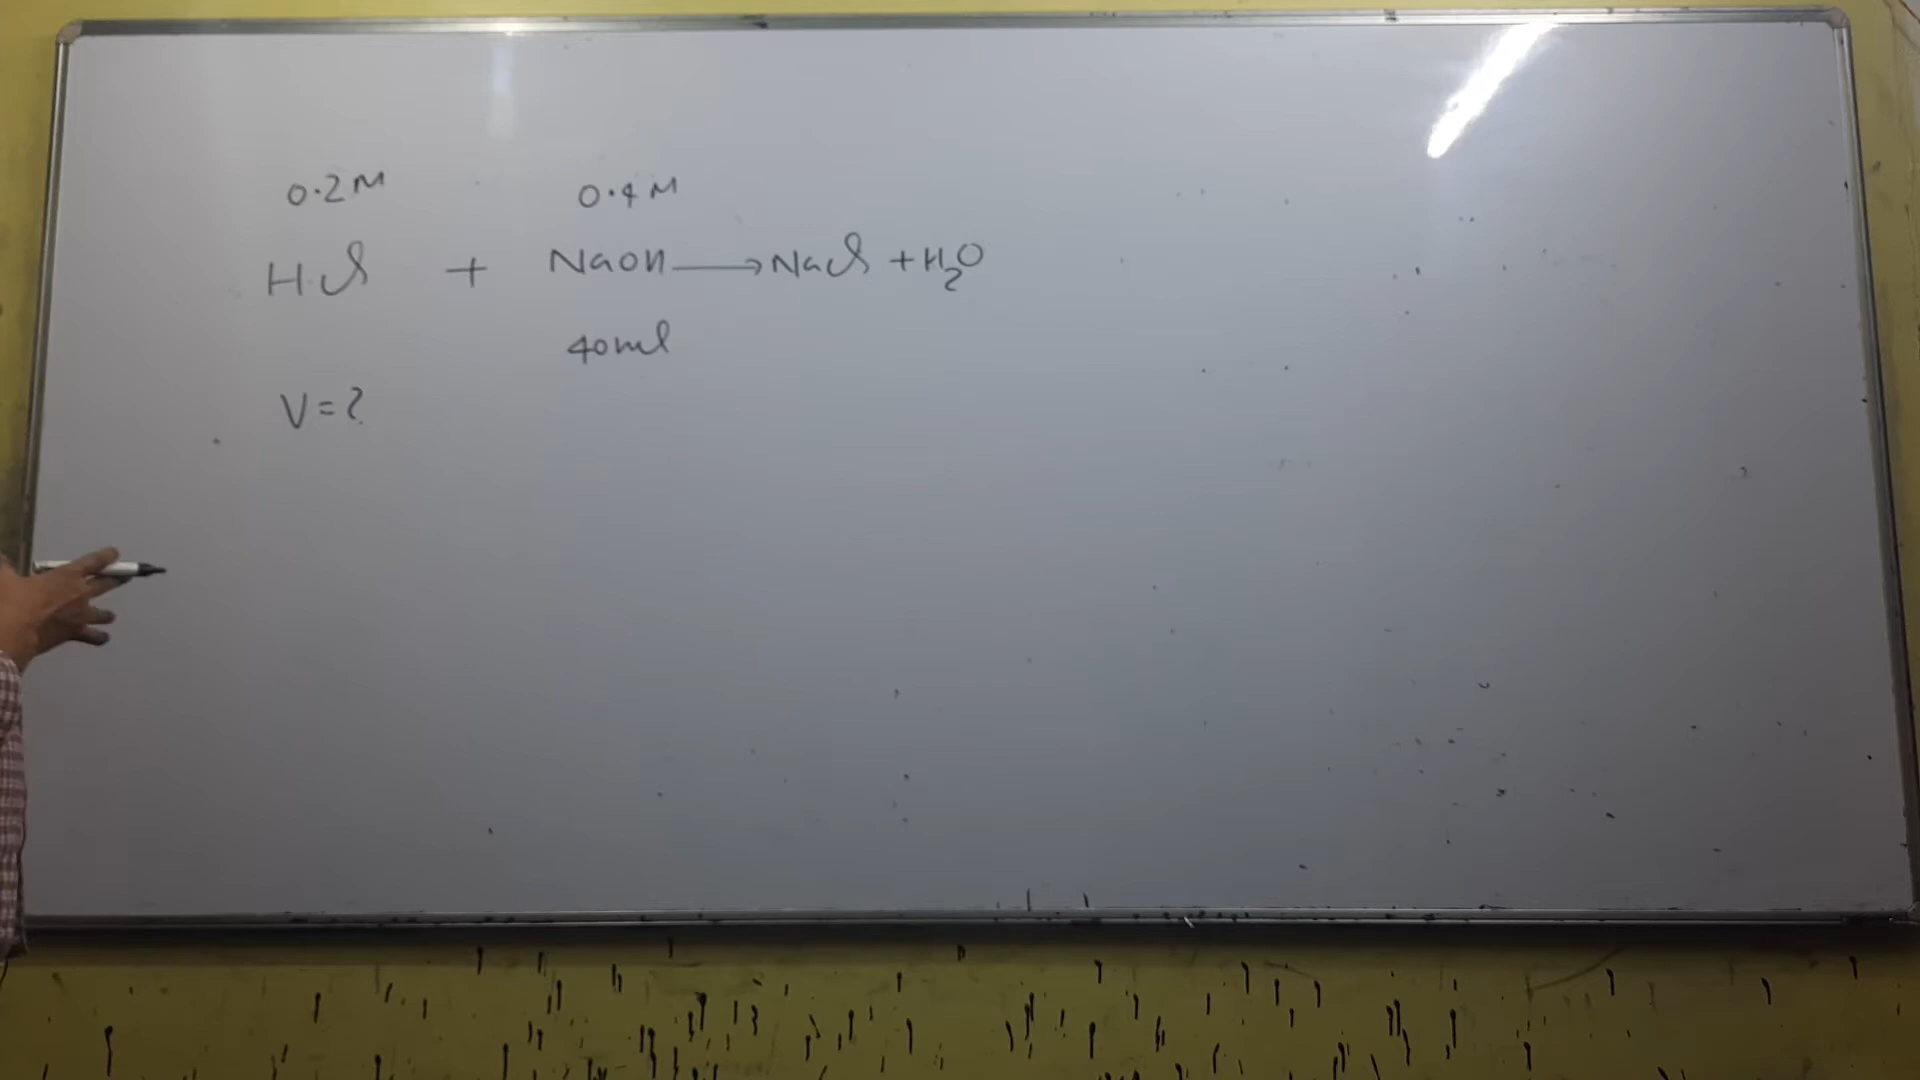 0.2M 0.4M
HCl + NaOH ⟶ NaCl + H₂O
40ml
V = ?